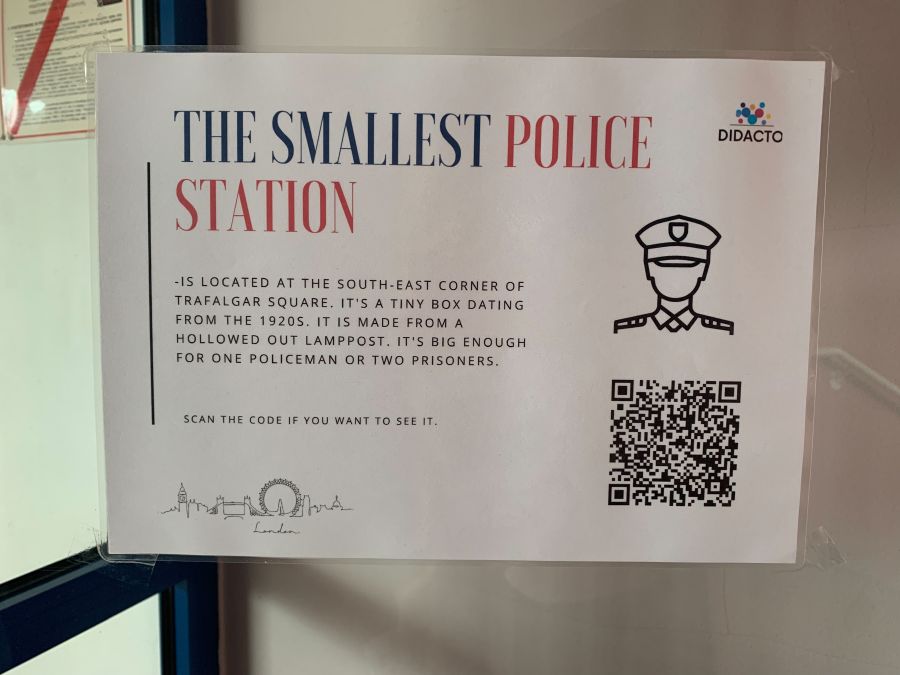 THE SMALLEST POLICE
STATION
DIDACTO
-IS LOCATED AT THE SOUTH-EAST CORNER OF
TRAFALGAR SQUARE. IT'S A TINY BOX DATING
FROM THE 1920S. IT IS MADE FROM A
HOLLOWED OUT LAMPPOST. IT'S BIG ENOUGH
FOR ONE POLICEMAN OR TWO PRISONERS.
SCAN THE CODE IF YOU WANT TO SEE IT.
London